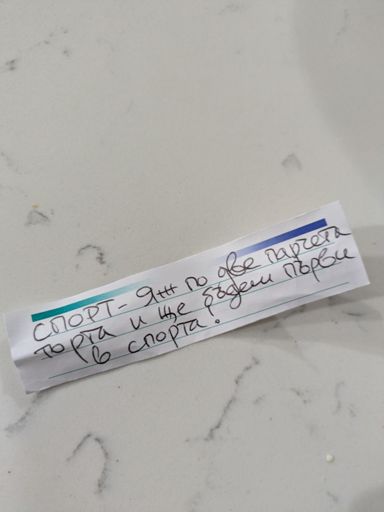 СПОРТ - Яж по две парчета
торта и ще бъдеш първи
в спорта.